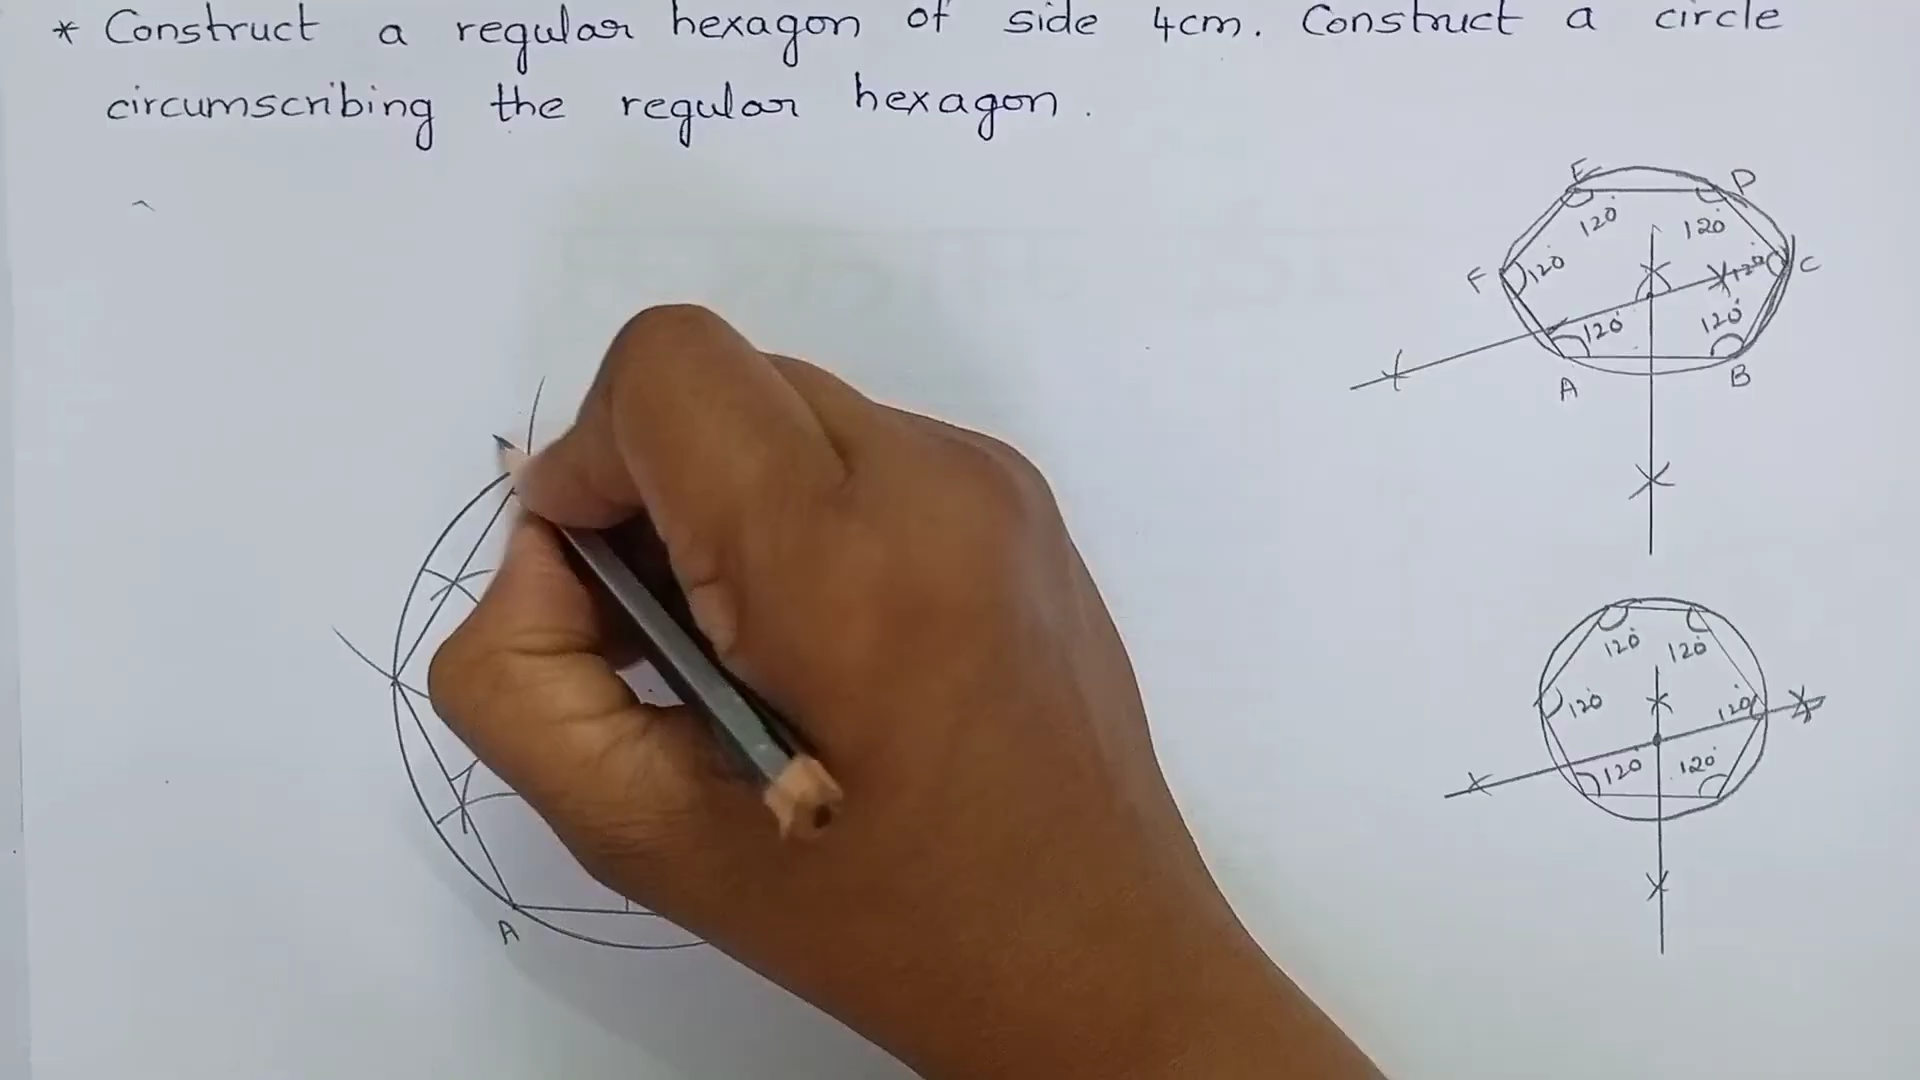 * Construct a regular hexagon of side 4cm. Construct a circle
circumscribing the regular hexagon.
E D
120° 120°
F 120° 120° C
120° 120°
A B
120° 120°
120° 120°
120° 120°
A